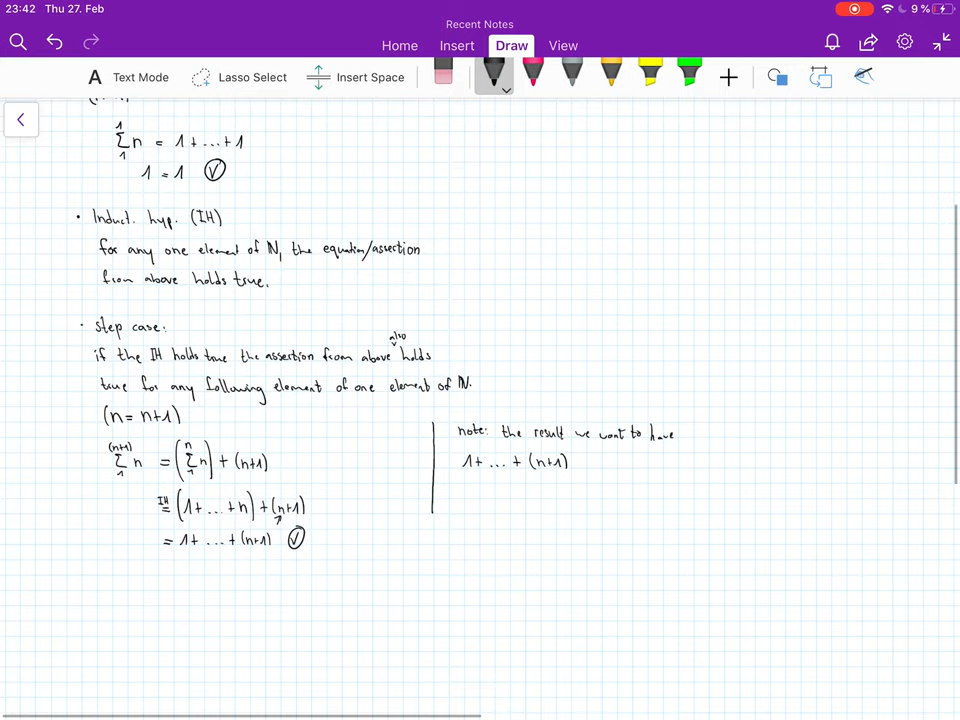 23:42 Thu 27. Feb 9 %
Recent Notes
Home Insert Draw View
Text Mode Lasso Select Insert Space
1
∑ n = 1 + ... + 1
1
1 = 1 ✓
• Induct. hyp. (IH)
for any one element of ℕ, the equation/assertion
from above holds true.
• Step case:
also
if the IH holds true the assertion from above holds
true for any following element of one element of ℕ.
(n = n+1)
note: the result we want to have
(n+1) n
∑ n = (∑ n) + (n+1)
1 1
1 + ... + (n+1)
IH
= (1 + ... + n) + (n+1)
= 1 + ... + (n+1) ✓